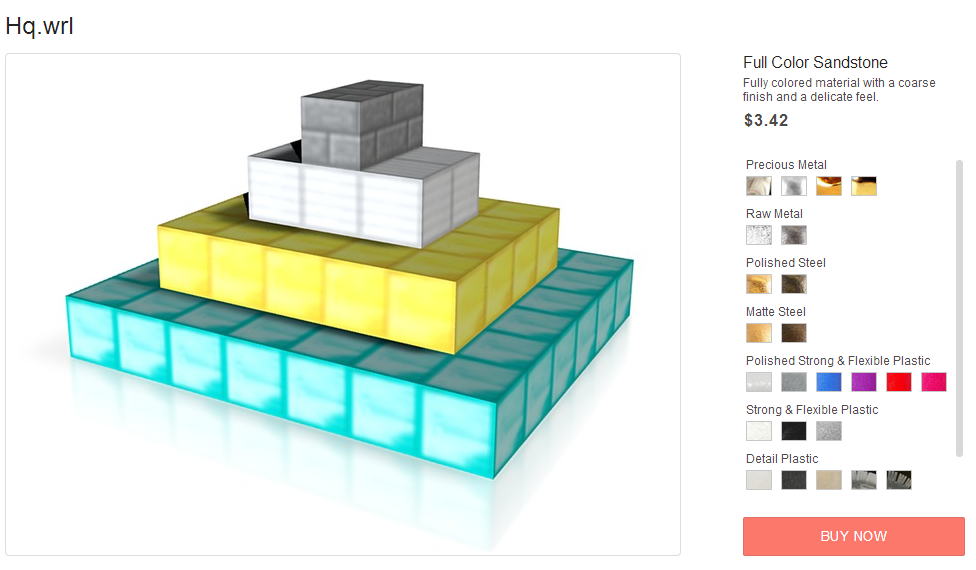 Hq.wrl
Full Color Sandstone
Fully colored material with a coarse
finish and a delicate feel.
$3.42
Precious Metal
Raw Metal
Polished Steel
Matte Steel
Polished Strong & Flexible Plastic
Strong & Flexible Plastic
Detail Plastic
BUY NOW